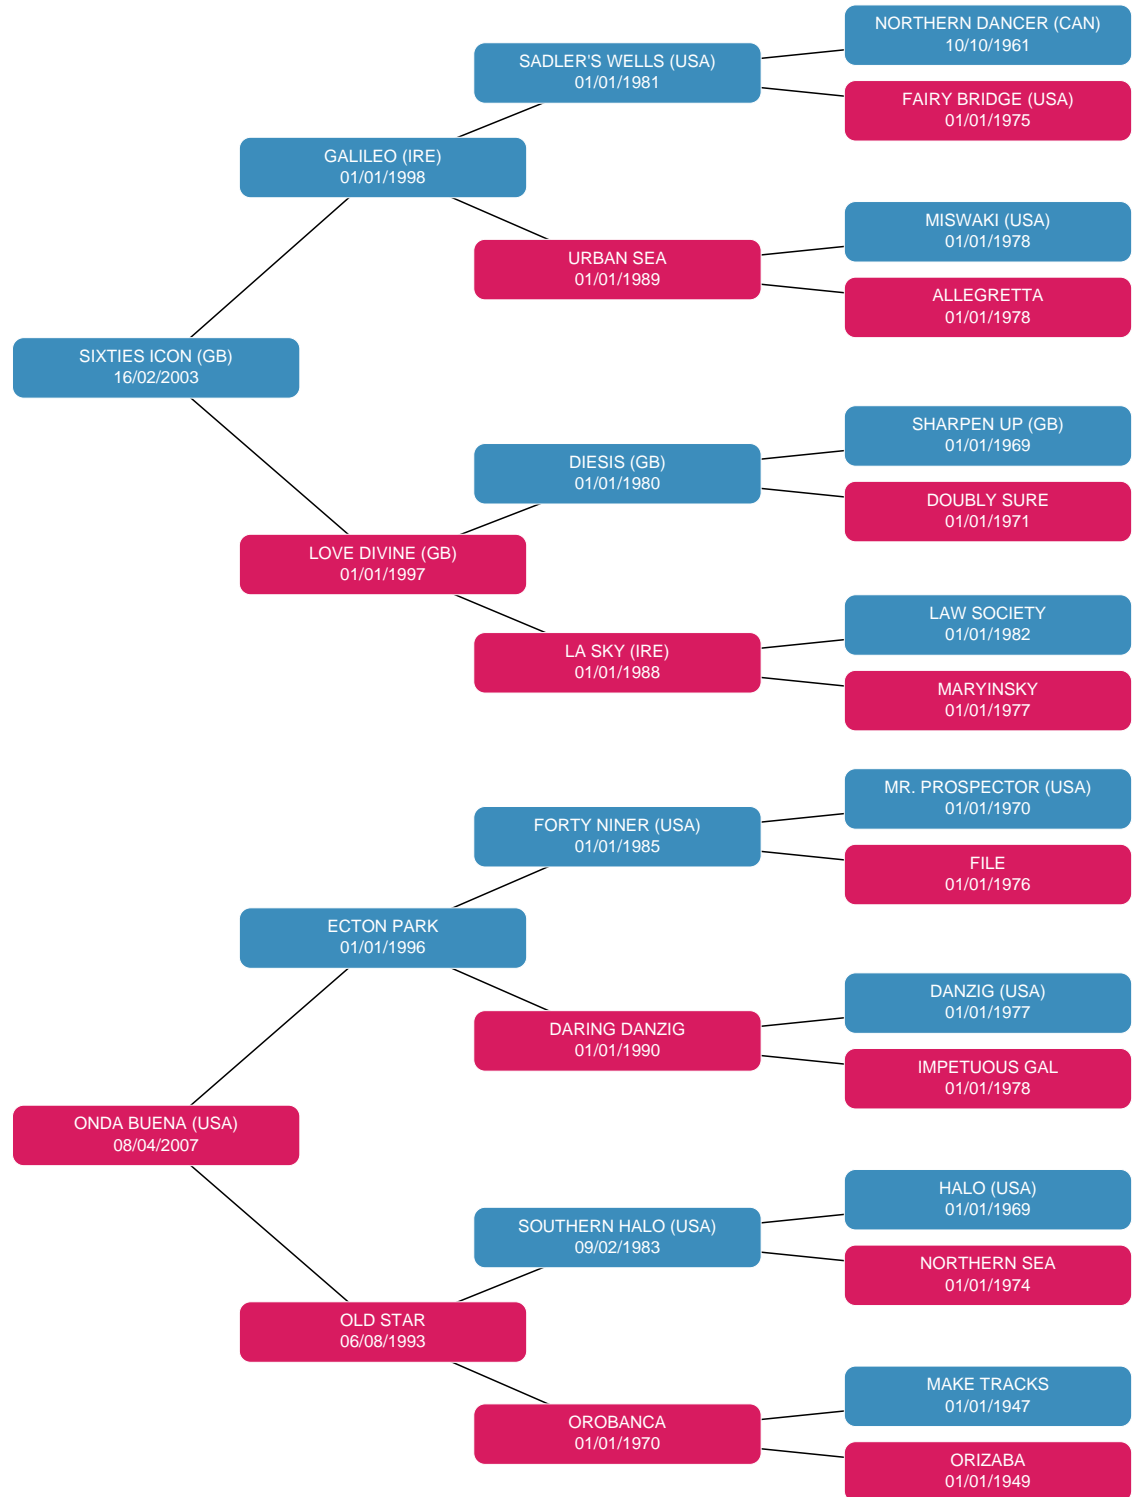 NORTHERN DANCER (CAN)
10/10/1961
SADLER'S WELLS (USA)
01/01/1981
FAIRY BRIDGE (USA)
01/01/1975
GALILEO (IRE)
01/01/1998
MISWAKI (USA)
01/01/1978
URBAN SEA
01/01/1989
ALLEGRETTA
01/01/1978
SIXTIES ICON (GB)
16/02/2003
SHARPEN UP (GB)
01/01/1969
DIESIS (GB)
01/01/1980
DOUBLY SURE
01/01/1971
LOVE DIVINE (GB)
01/01/1997
LAW SOCIETY
01/01/1982
LA SKY (IRE)
01/01/1988
MARYINSKY
01/01/1977
MR. PROSPECTOR (USA)
01/01/1970
FORTY NINER (USA)
01/01/1985
FILE
01/01/1976
ECTON PARK
01/01/1996
DANZIG (USA)
01/01/1977
DARING DANZIG
01/01/1990
IMPETUOUS GAL
01/01/1978
ONDA BUENA (USA)
08/04/2007
HALO (USA)
01/01/1969
SOUTHERN HALO (USA)
09/02/1983
NORTHERN SEA
01/01/1974
OLD STAR
06/08/1993
MAKE TRACKS
01/01/1947
OROBANCA
01/01/1970
ORIZABA
01/01/1949